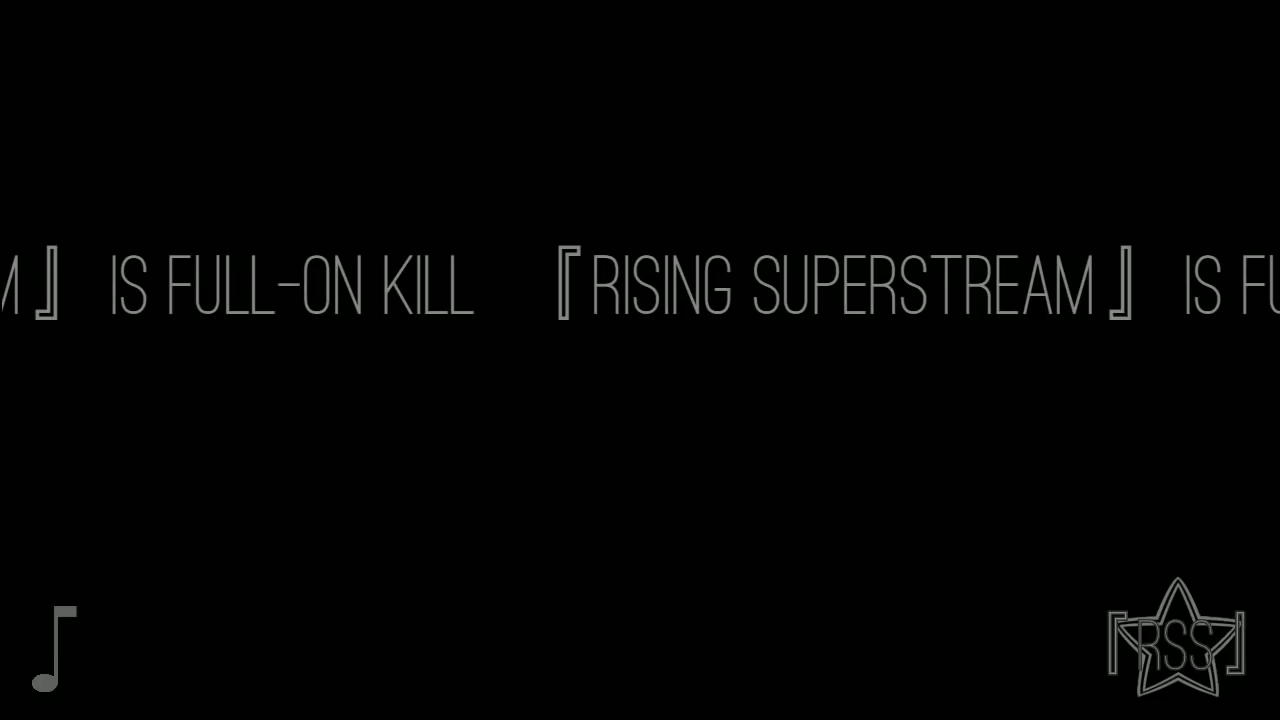 M』 IS FULL-ON KILL 『RISING SUPERSTREAM』 IS FU
『RSS』